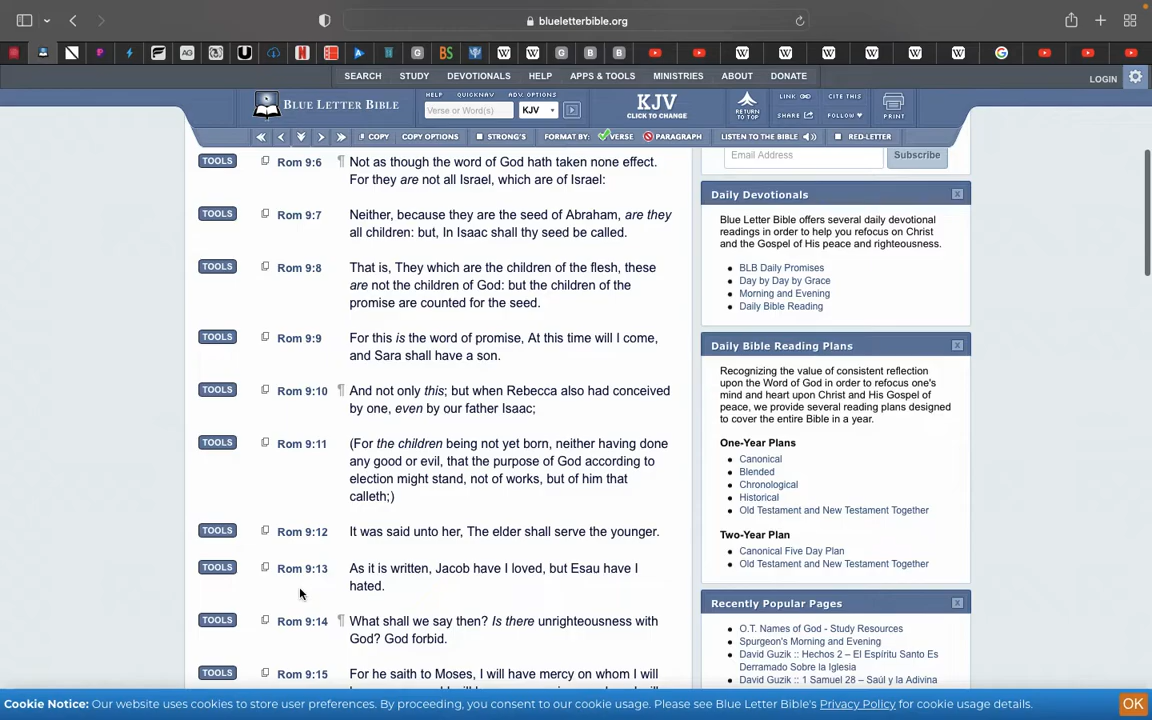 blueletterbible.org
SEARCH STUDY DEVOTIONALS HELP APPS & TOOLS MINISTRIES ABOUT DONATE LOGIN
BLUE LETTER BIBLE
HELP QUICKNAV ADV. OPTIONS
Verse or Word(s) KJV
KJV
CLICK TO CHANGE
RETURN TO TOP
LINK CITE THIS
SHARE FOLLOW
PRINT
COPY COPY OPTIONS STRONG'S FORMAT BY: VERSE PARAGRAPH LISTEN TO THE BIBLE RED-LETTER
TOOLS Rom 9:6 ¶ Not as though the word of God hath taken none effect.
For they are not all Israel, which are of Israel:
TOOLS Rom 9:7 Neither, because they are the seed of Abraham, are they
all children: but, In Isaac shall thy seed be called.
TOOLS Rom 9:8 That is, They which are the children of the flesh, these
are not the children of God: but the children of the
promise are counted for the seed.
TOOLS Rom 9:9 For this is the word of promise, At this time will I come,
and Sara shall have a son.
TOOLS Rom 9:10 ¶ And not only this; but when Rebecca also had conceived
by one, even by our father Isaac;
TOOLS Rom 9:11 (For the children being not yet born, neither having done
any good or evil, that the purpose of God according to
election might stand, not of works, but of him that
calleth;)
TOOLS Rom 9:12 It was said unto her, The elder shall serve the younger.
TOOLS Rom 9:13 As it is written, Jacob have I loved, but Esau have I
hated.
TOOLS Rom 9:14 ¶ What shall we say then? Is there unrighteousness with
God? God forbid.
TOOLS Rom 9:15 For he saith to Moses, I will have mercy on whom I will
Email Address Subscribe
Daily Devotionals
Blue Letter Bible offers several daily devotional
readings in order to help you refocus on Christ
and the Gospel of His peace and righteousness.
BLB Daily Promises
Day by Day by Grace
Morning and Evening
Daily Bible Reading
Daily Bible Reading Plans
Recognizing the value of consistent reflection
upon the Word of God in order to refocus one's
mind and heart upon Christ and His Gospel of
peace, we provide several reading plans designed
to cover the entire Bible in a year.
One-Year Plans
Canonical
Blended
Chronological
Historical
Old Testament and New Testament Together
Two-Year Plan
Canonical Five Day Plan
Old Testament and New Testament Together
Recently Popular Pages
O.T. Names of God - Study Resources
Spurgeon's Morning and Evening
David Guzik :: Hechos 2 – El Espíritu Santo Es
Derramado Sobre la Iglesia
David Guzik :: 1 Samuel 28 – Saúl y la Adivina
Cookie Notice: Our website uses cookies to store user preferences. By proceeding, you consent to our cookie usage. Please see Blue Letter Bible's Privacy Policy for cookie usage details. OK